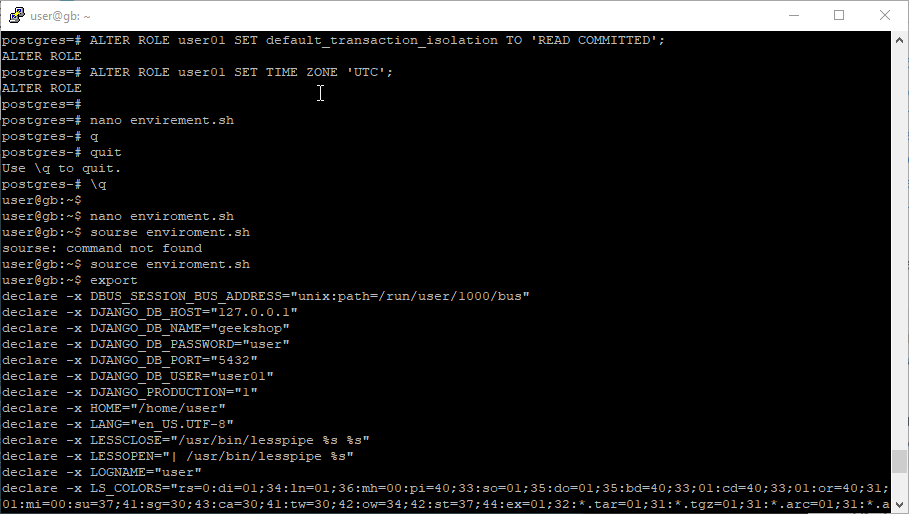 user@gb: ~
postgres=# ALTER ROLE user01 SET default_transaction_isolation TO 'READ COMMITTED';
ALTER ROLE
postgres=# ALTER ROLE user01 SET TIME ZONE 'UTC';
ALTER ROLE
postgres=#
postgres=# nano envirement.sh
postgres-# q
postgres-# quit
Use \q to quit.
postgres-# \q
user@gb:~$
user@gb:~$ nano enviroment.sh
user@gb:~$ sourse enviroment.sh
sourse: command not found
user@gb:~$ source enviroment.sh
user@gb:~$ export
declare -x DBUS_SESSION_BUS_ADDRESS="unix:path=/run/user/1000/bus"
declare -x DJANGO_DB_HOST="127.0.0.1"
declare -x DJANGO_DB_NAME="geekshop"
declare -x DJANGO_DB_PASSWORD="user"
declare -x DJANGO_DB_PORT="5432"
declare -x DJANGO_DB_USER="user01"
declare -x DJANGO_PRODUCTION="1"
declare -x HOME="/home/user"
declare -x LANG="en_US.UTF-8"
declare -x LESSCLOSE="/usr/bin/lesspipe %s %s"
declare -x LESSOPEN="| /usr/bin/lesspipe %s"
declare -x LOGNAME="user"
declare -x LS_COLORS="rs=0:di=01;34:ln=01;36:mh=00:pi=40;33:so=01;35:do=01;35:bd=40;33;01:cd=40;33;01:or=40;31;
01:mi=00:su=37;41:sg=30;43:ca=30;41:tw=30;42:ow=34;42:st=37;44:ex=01;32:*.tar=01;31:*.tgz=01;31:*.arc=01;31:*.a